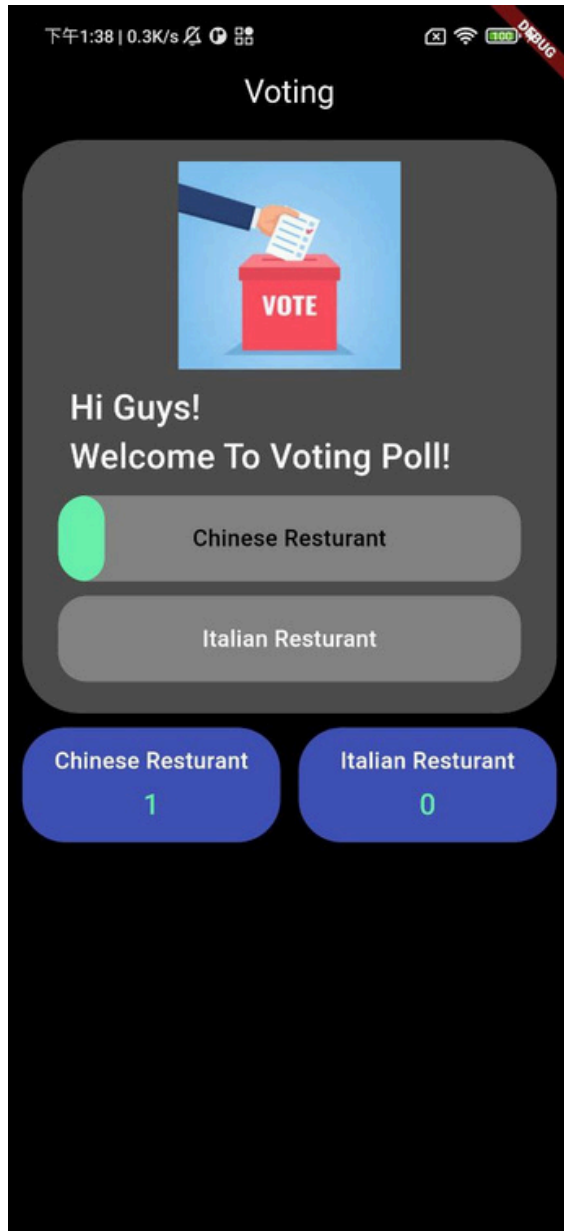 下午1:38 | 0.3K/s
100
DEBUG
Voting
VOTE
Hi Guys!
Welcome To Voting Poll!
Chinese Resturant
Italian Resturant
Chinese Resturant
Italian Resturant
1
0